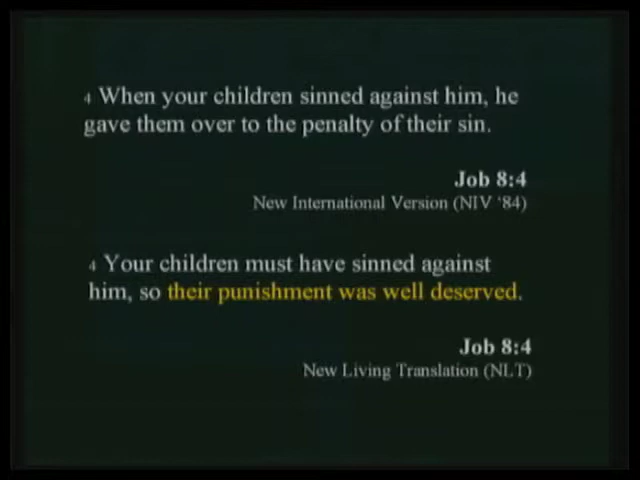 4 When your children sinned against him, he
gave them over to the penalty of their sin.
Job 8:4
New International Version (NIV ‘84)
4 Your children must have sinned against
him, so their punishment was well deserved.
Job 8:4
New Living Translation (NLT)